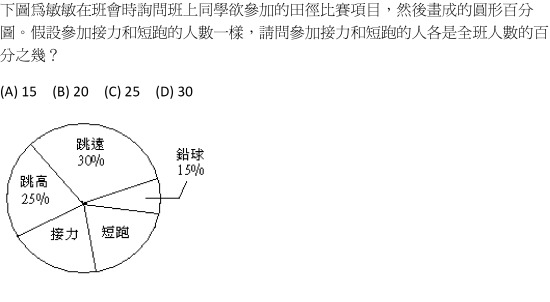 下圖爲敏敏在班會時詢問班上同學欲參加的田徑比賽項目，然後畫成的圓形百分
圖。假設參加接力和短跑的人數一樣，請問參加接力和短跑的人各是全班人數的百
分之幾？
(A) 15 (B) 20 (C) 25 (D) 30
跳遠
30%
鉛球
15%
跳高
25%
接力
短跑